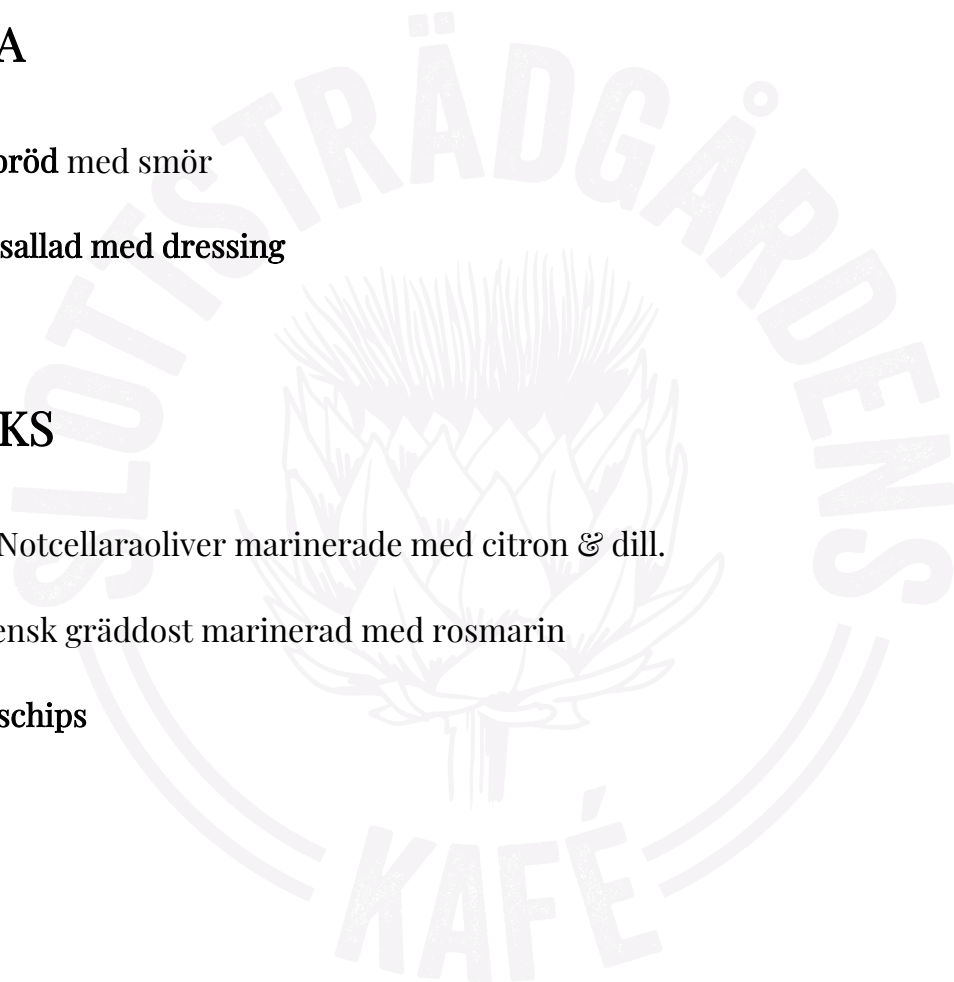 A
bröd med smör
sallad med dressing
KS
Notcellaraoliver marinerade med citron & dill.
ensk gräddost marinerad med rosmarin
schips
SLOTTSTRÄDGÅRDENS
KAFÉ